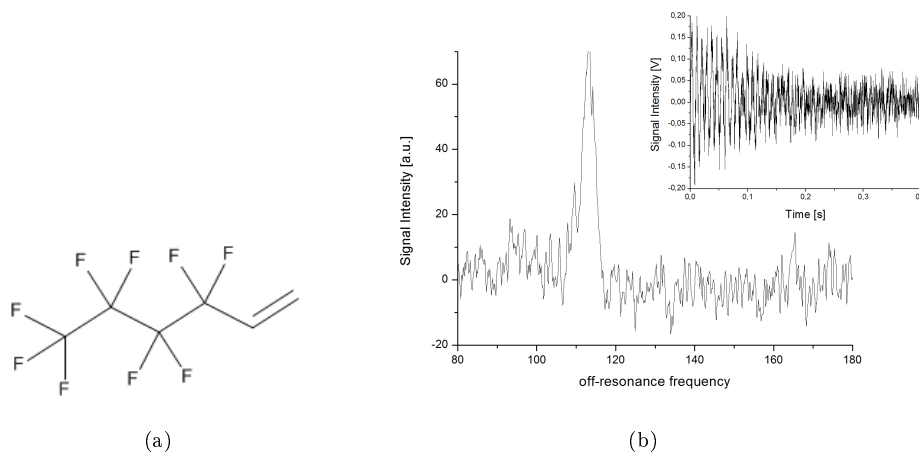 F F F F
F
F F F F
(a)
Signal Intensity [a.u.]
60
40
20
0
-20
80 100 120 140 160 180
off-resonance frequency
Signal Intensity [V]
0,20
0,15
0,10
0,05
0,00
-0,05
-0,10
-0,15
-0,20
0,0 0,1 0,2 0,3
Time [s]
(b)